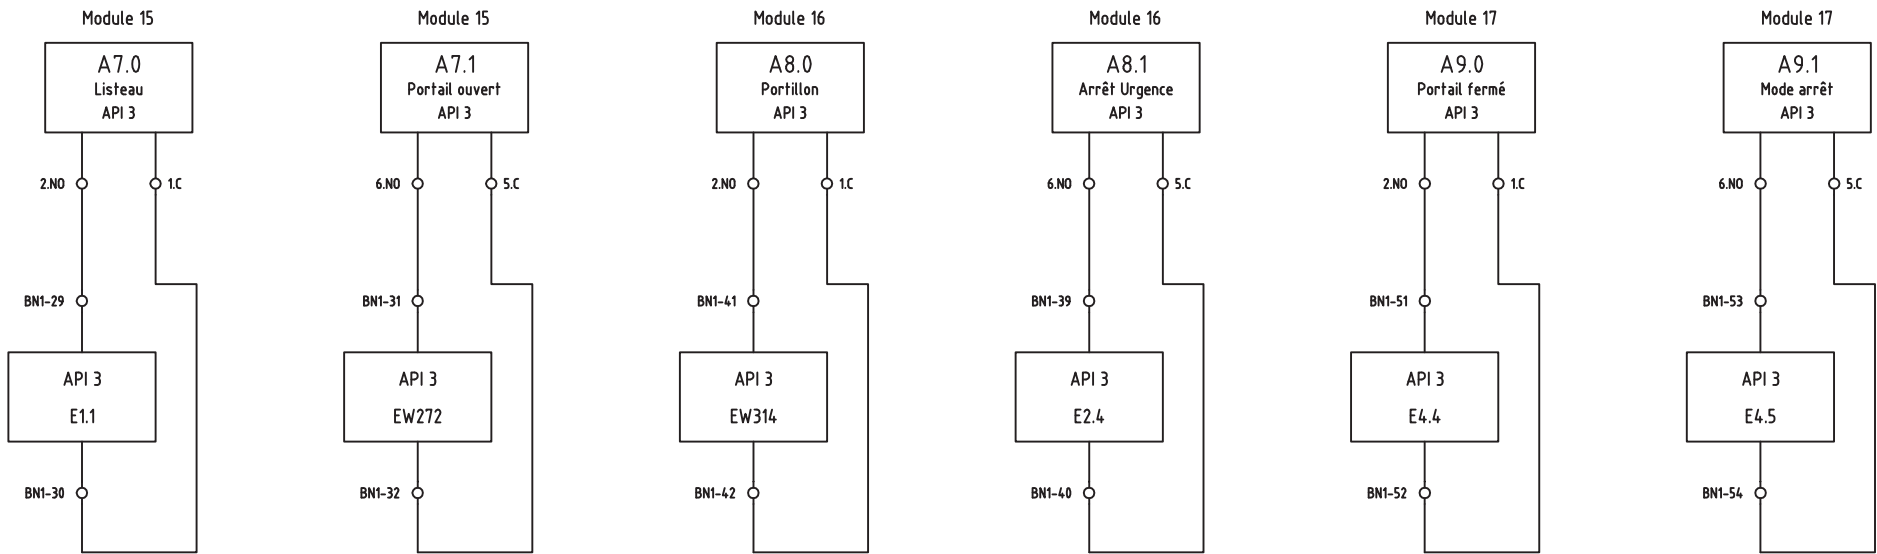 Module 15
A7.0
Listeau
API 3
2.NO
1.C
BN1-29
API 3
E1.1
BN1-30
Module 15
A7.1
Portail ouvert
API 3
6.NO
5.C
BN1-31
API 3
EW272
BN1-32
Module 16
A8.0
Portillon
API 3
2.NO
1.C
BN1-41
API 3
EW314
BN1-42
Module 16
A8.1
Arrêt Urgence
API 3
6.NO
5.C
BN1-39
API 3
E2.4
BN1-40
Module 17
A9.0
Portail fermé
API 3
2.NO
1.C
BN1-51
API 3
E4.4
BN1-52
Module 17
A9.1
Mode arrêt
API 3
6.NO
5.C
BN1-53
API 3
E4.5
BN1-54